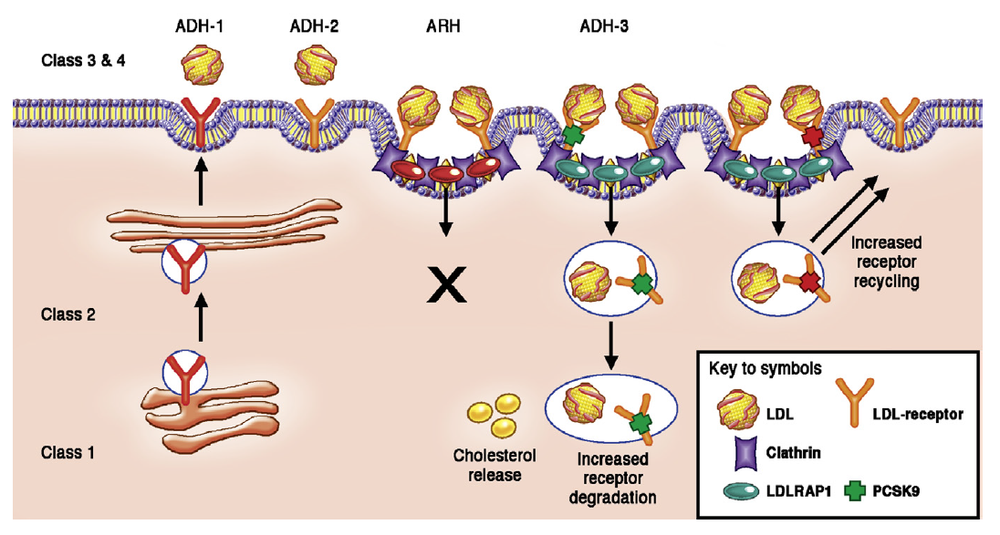 ADH-1
ADH-2
ARH
ADH-3
Class 3 & 4
Increased
receptor
recycling
Class 2
Class 1
Cholesterol
release
Increased
receptor
degradation
Key to symbols
LDL
LDL-receptor
Clathrin
LDLRAP1
PCSK9